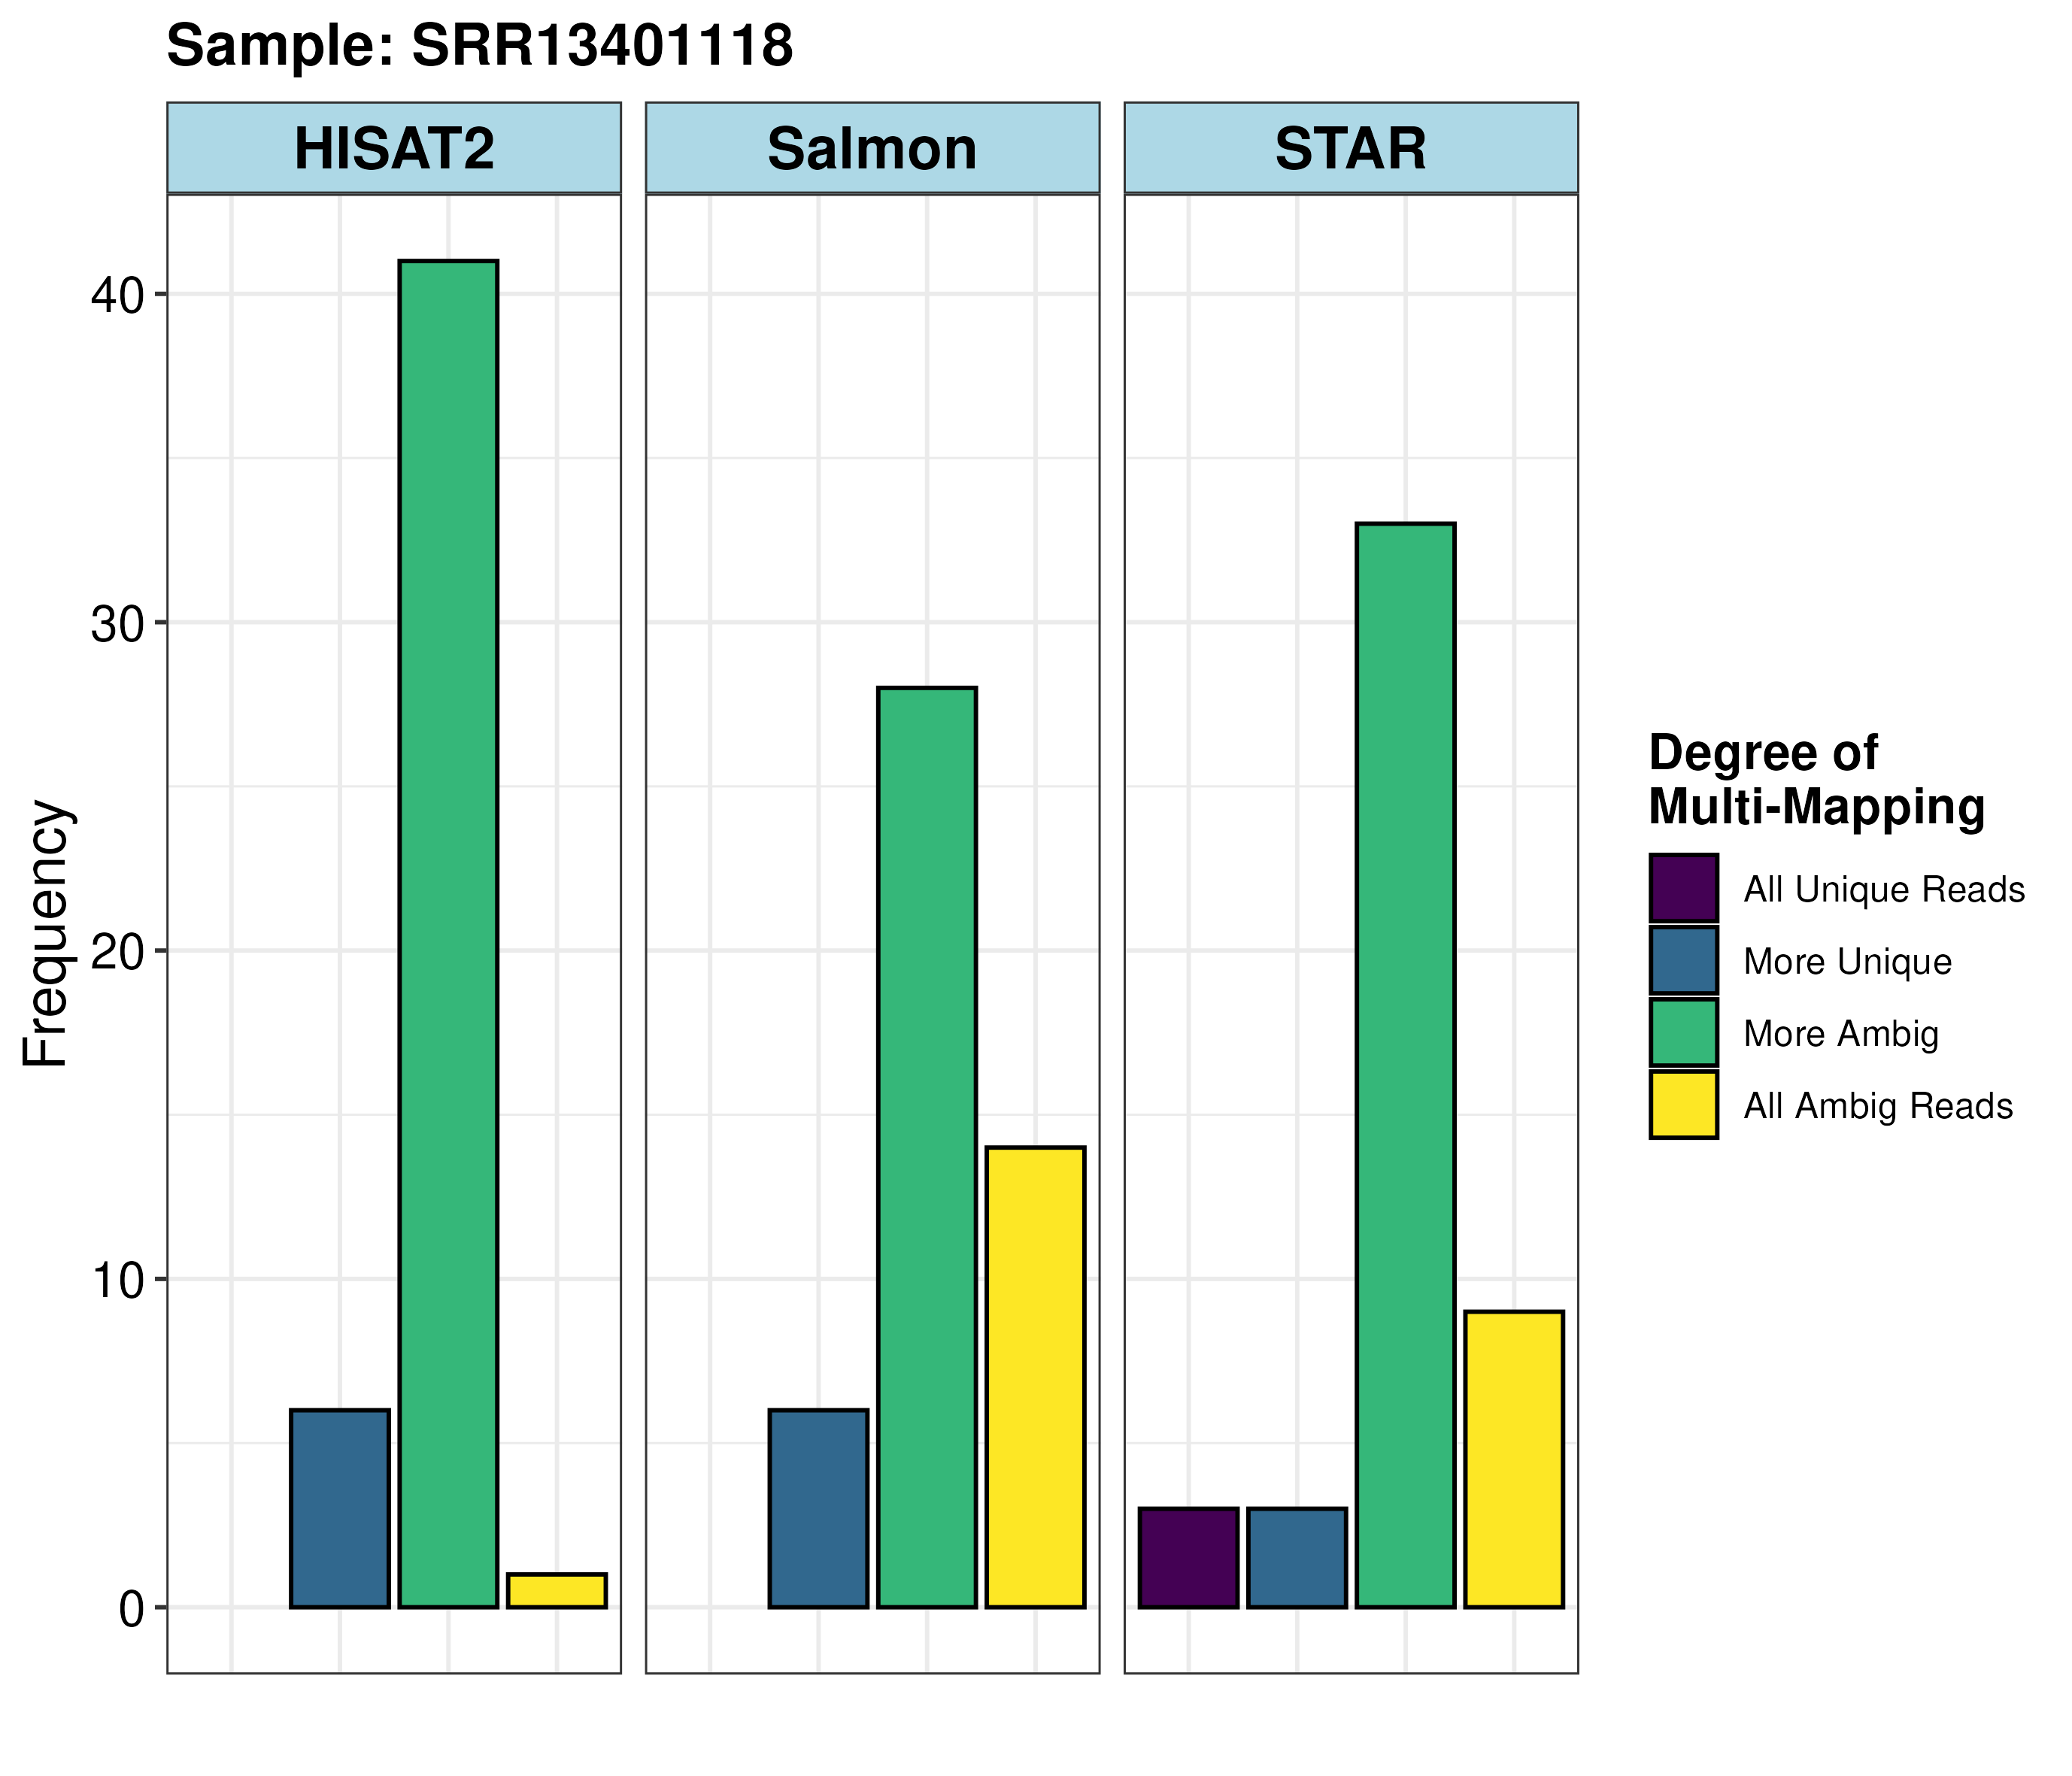 Sample: SRR13401118
HISAT2 Salmon STAR
40
30
20
10
0
Frequency
Degree of
Multi-Mapping
All Unique Reads
More Unique
More Ambig
All Ambig Reads